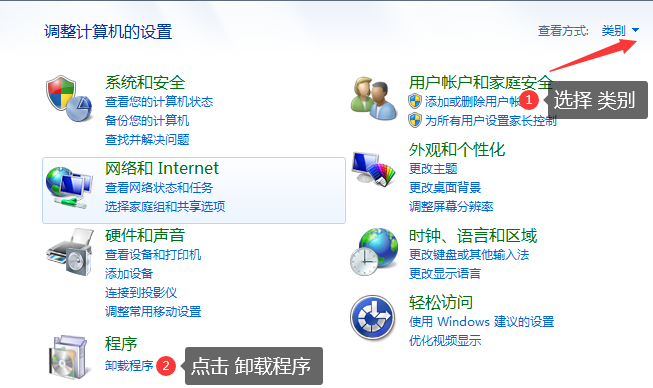 调整计算机的设置
查看方式: 类别
系统和安全
查看您的计算机状态
备份您的计算机
查找并解决问题
网络和 Internet
查看网络状态和任务
选择家庭组和共享选项
硬件和声音
查看设备和打印机
添加设备
连接到投影仪
调整常用移动设置
程序
卸载程序
2 点击 卸载程序
用户帐户和家庭安全
添加或删除用户帐
1 选择 类别
为所有用户设置家长控制
外观和个性化
更改主题
更改桌面背景
调整屏幕分辨率
时钟、语言和区域
更改键盘或其他输入法
更改显示语言
轻松访问
使用 Windows 建议的设置
优化视频显示